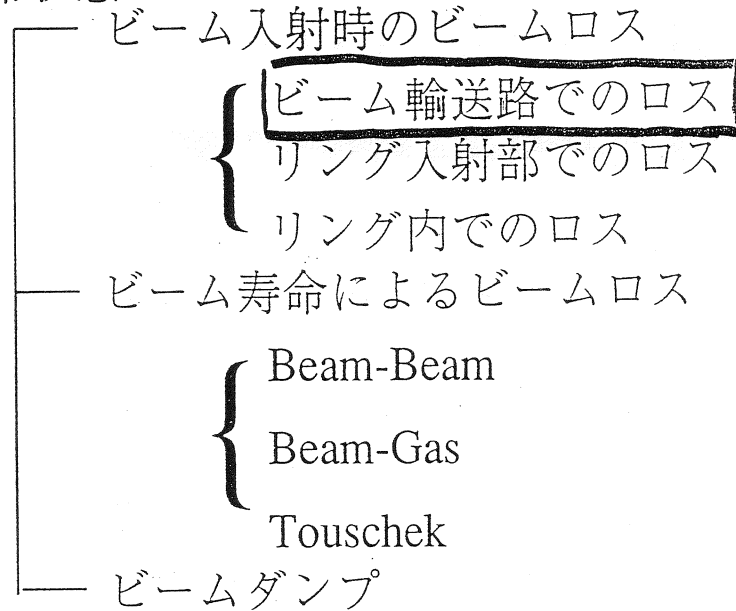 ビーム入射時のビームロス
ビーム輸送路でのロス
リング入射部でのロス
リング内でのロス
ビーム寿命によるビームロス
Beam-Beam
Beam-Gas
Touschek
ビームダンプ